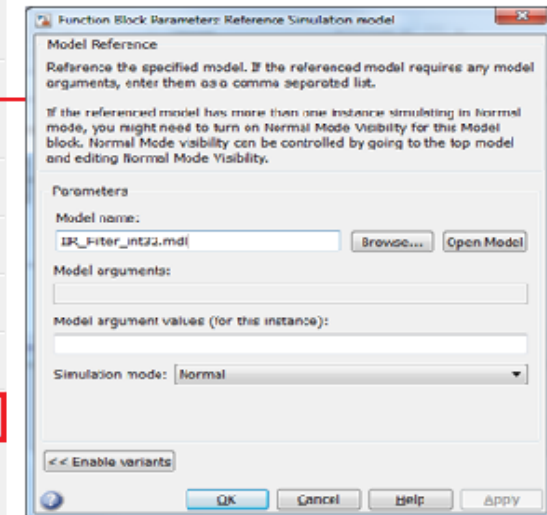 Function Block Parameters: Reference Simulation model
Model Reference
Reference the specified model. If the referenced model requires any model
arguments, enter them as a comma separated list.
If the referenced model has more than one instance simulating in Normal
mode, you might need to turn on Normal Mode Visibility for this Model
block. Normal Mode visibility can be controlled by going to the top model
and editing Normal Mode Visibility.
Parameters
Model name:
IIR_Filter_int32.mdl Browse... Open Model
Model arguments:
Model argument values (for this instance):
Simulation mode: Normal
<< Enable variants
OK Cancel Help Apply